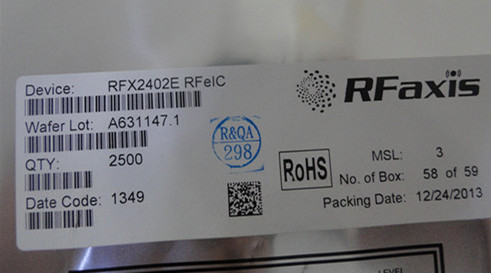 Device: RFX2402E RFeIC
RFaxis
Wafer Lot: A631147.1
R&QA
298
QTY: 2500
RoHS
MSL: 3
No. of Box: 58 of 59
Date Code: 1349
Packing Date: 12/24/2013
LEVEL